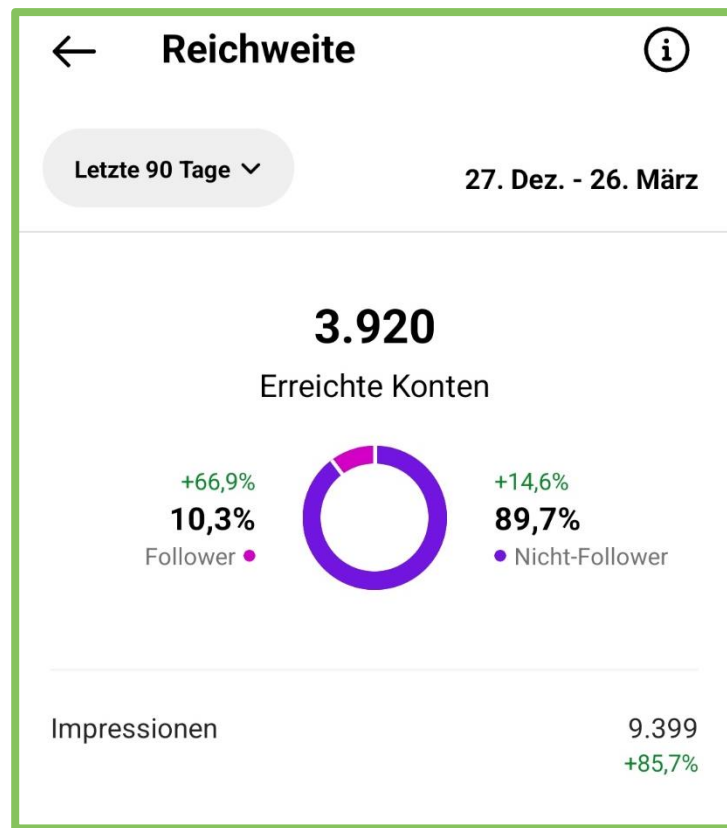 Reichweite
Letzte 90 Tage
27. Dez. - 26. März
3.920
Erreichte Konten
+66,9%
10,3%
Follower
+14,6%
89,7%
Nicht-Follower
Impressionen
9.399
+85,7%